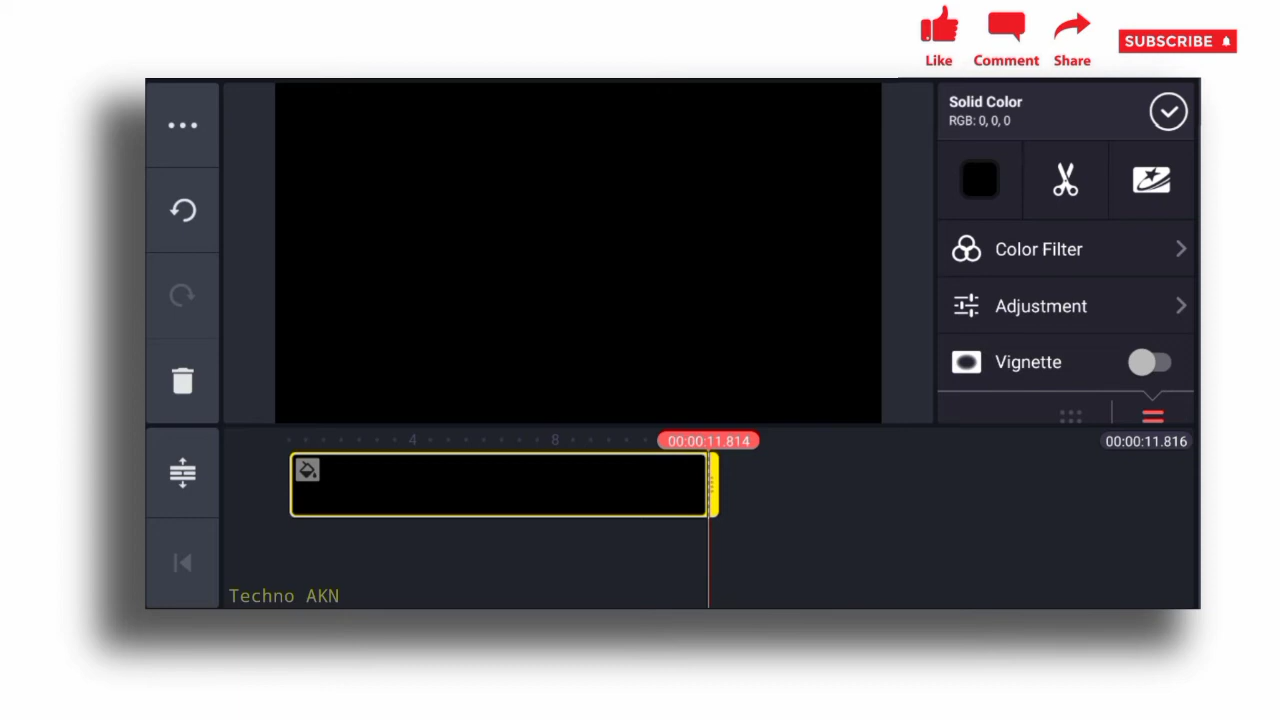 Like Comment Share SUBSCRIBE
Solid Color
RGB: 0, 0, 0
Color Filter
Adjustment
Vignette
4 8 00:00:11.814 00:00:11.816
Techno AKN